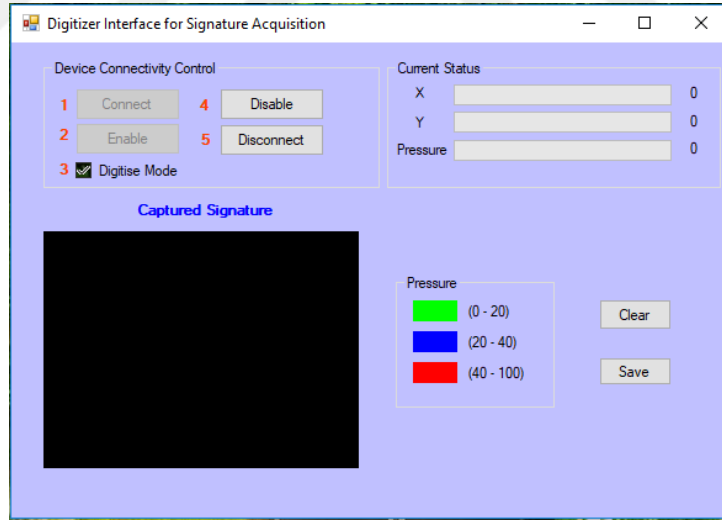 Digitizer Interface for Signature Acquisition
Device Connectivity Control
1 Connect 4 Disable
2 Enable 5 Disconnect
3 Digitise Mode
Current Status
X 0
Y 0
Pressure 0
Captured Signature
Pressure
(0 - 20)
(20 - 40)
(40 - 100)
Clear
Save